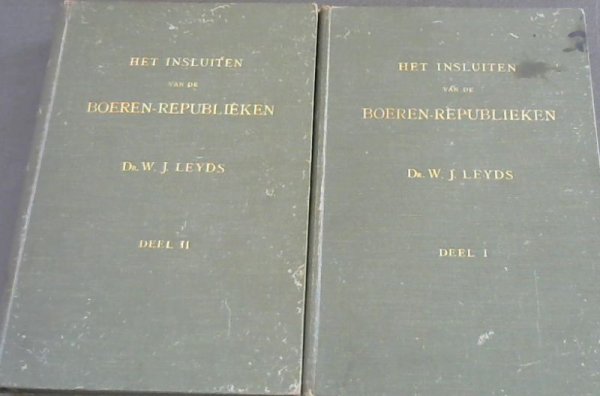 HET INSLUITEN
VAN DE
BOEREN-REPUBLIEKEN
DR. W. J. LEYDS
DEEL II
HET INSLUITEN
VAN DE
BOEREN-REPUBLIEKEN
DR. W. J. LEYDS
DEEL I